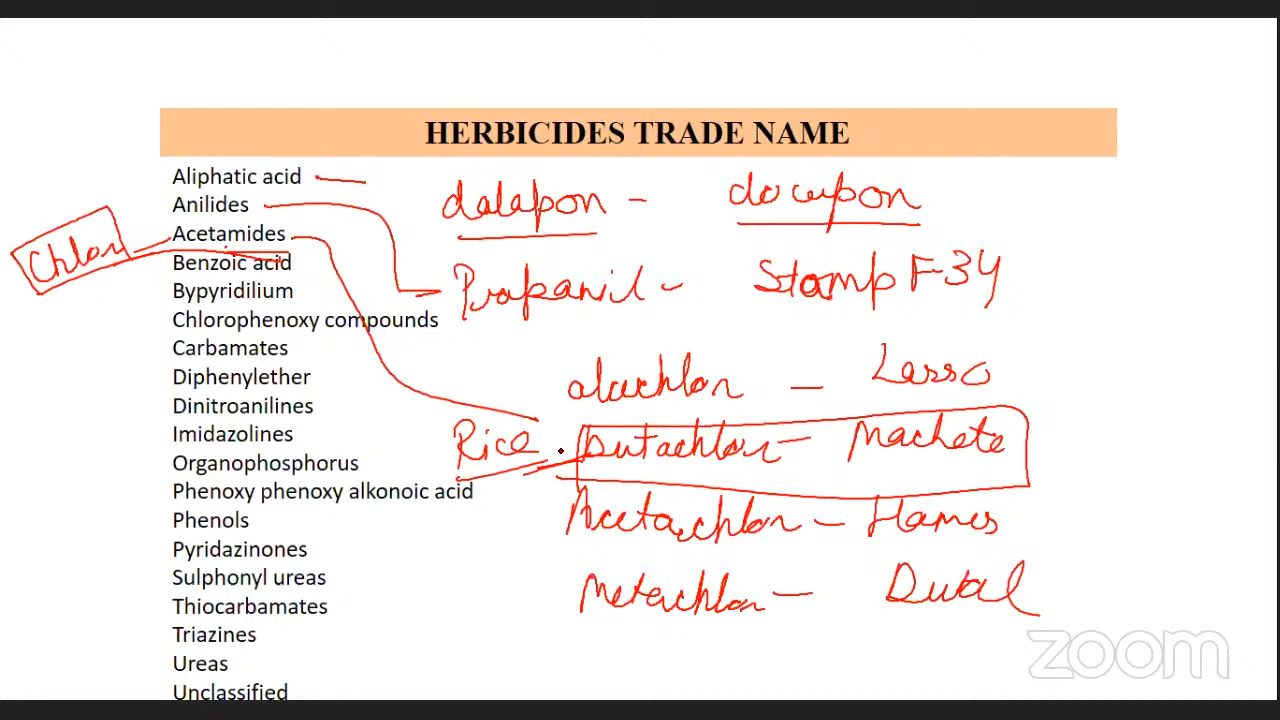 HERBICIDES TRADE NAME
Aliphatic acid
Anilides
Acetamides
Benzoic acid
Bypyridilium
Chlorophenoxy compounds
Carbamates
Diphenylether
Dinitroanilines
Imidazolines
Organophosphorus
Phenoxy phenoxy alkonoic acid
Phenols
Pyridazinones
Sulphonyl ureas
Thiocarbamates
Triazines
Ureas
Unclassified
Chlor
dalapon - dowpon
Propanil - Stamp F-34
alachlor - Lasso
Rice butachlor - Machete
Acetachlor -
Metachlor - Dual
zoom